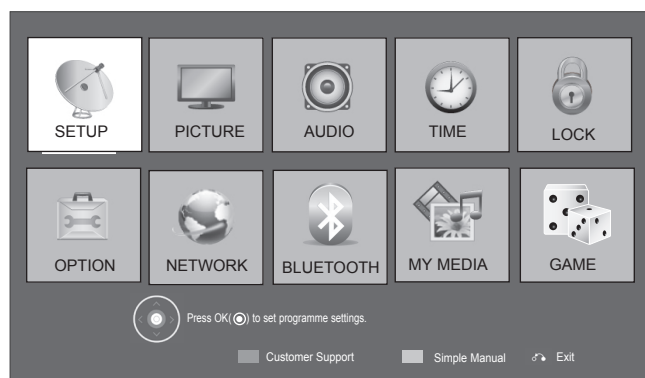 SETUP PICTURE AUDIO TIME LOCK
OPTION NETWORK BLUETOOTH MY MEDIA GAME
Press OK(◉) to set programme settings.
Customer Support Simple Manual Exit